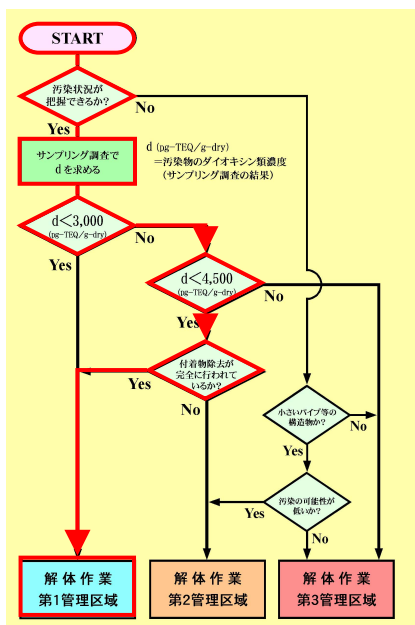 START
汚染状況が
把握できるか?
No
Yes
サンプリング調査で
dを求める
d (pg-TEQ/g-dry)
=汚染物のダイオキシン類濃度
(サンプリング調査の結果)
d<3,000
(pg-TEQ/g-dry)
No
Yes
d<4,500
(pg-TEQ/g-dry)
No
Yes
付着物除去が
完全に行われて
いるか?
Yes
No
小さいパイプ等の
構造物か?
No
Yes
汚染の可能性が
低いか?
Yes
No
解体作業
第1管理区域
解体作業
第2管理区域
解体作業
第3管理区域